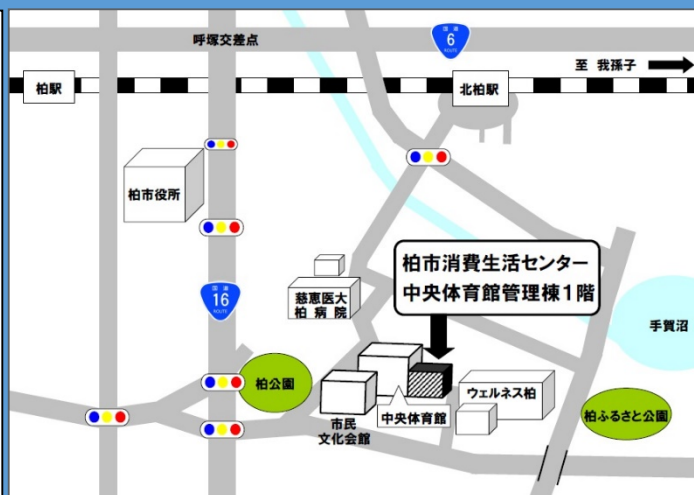 呼塚交差点
国道
6
ROUTE
至 我孫子
柏駅
北柏駅
柏市役所
国道
16
ROUTE
慈恵医大
柏病院
柏市消費生活センター
中央体育館管理棟1階
手賀沼
柏公園
市民
文化会館
中央体育館
ウェルネス柏
柏ふるさと公園